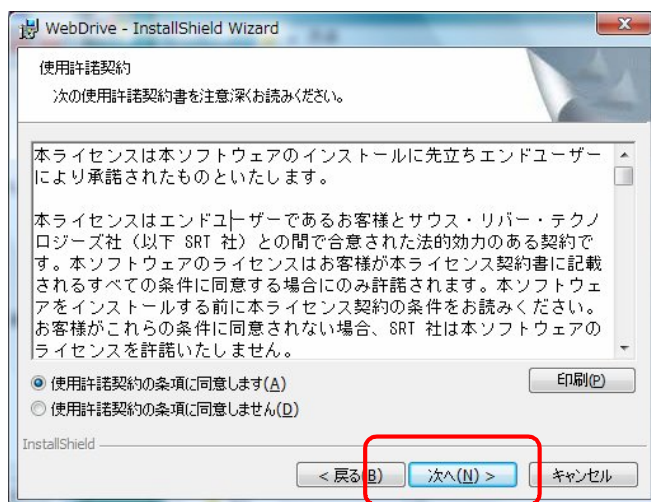 WebDrive - InstallShield Wizard
使用許諾契約
次の使用許諾契約書を注意深くお読みください。
本ライセンスは本ソフトウェアのインストールに先立ちエンドユーザー
により承諾されたものといたします。
本ライセンスはエンドユーザーであるお客様とサウス・リバー・テクノ
ロジーズ社（以下 SRT 社）との間で合意された法的効力のある契約で
す。本ソフトウェアのライセンスはお客様が本ライセンス契約書に記載
されるすべての条件に同意する場合にのみ許諾されます。本ソフトウェ
アをインストールする前に本ライセンス契約の条件をお読みください。
お客様がこれらの条件に同意されない場合、SRT 社は本ソフトウェアの
ライセンスを許諾いたしません。
使用許諾契約の条項に同意します(A)
印刷(P)
使用許諾契約の条項に同意しません(D)
InstallShield
< 戻る(B)
次へ(N) >
キャンセル